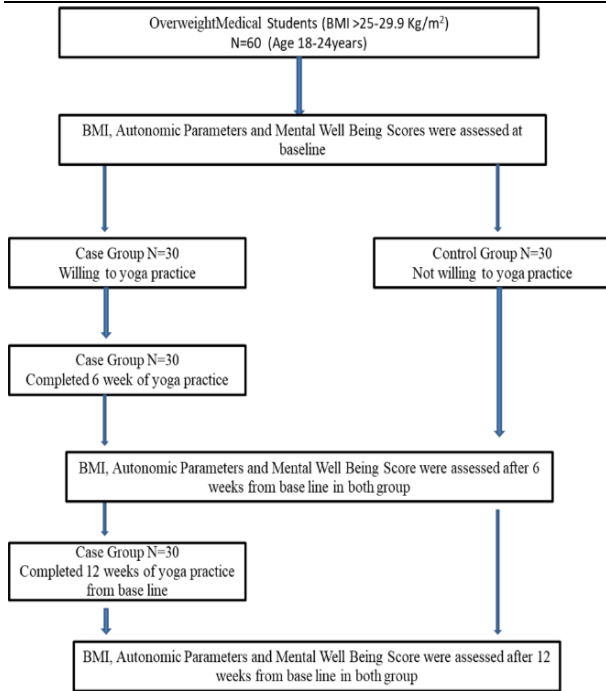 OverweightMedical Students (BMI >25-29.9 Kg/m²)
N=60 (Age 18-24years)
BMI, Autonomic Parameters and Mental Well Being Scores were assessed at
baseline
Case Group N=30
Willing to yoga practice
Control Group N=30
Not willing to yoga practice
Case Group N=30
Completed 6 week of yoga practice
BMI, Autonomic Parameters and Mental Well Being Score were assessed after 6
weeks from base line in both group
Case Group N=30
Completed 12 weeks of yoga practice
from base line
BMI, Autonomic Parameters and Mental Well Being Score were assessed after 12
weeks from base line in both group